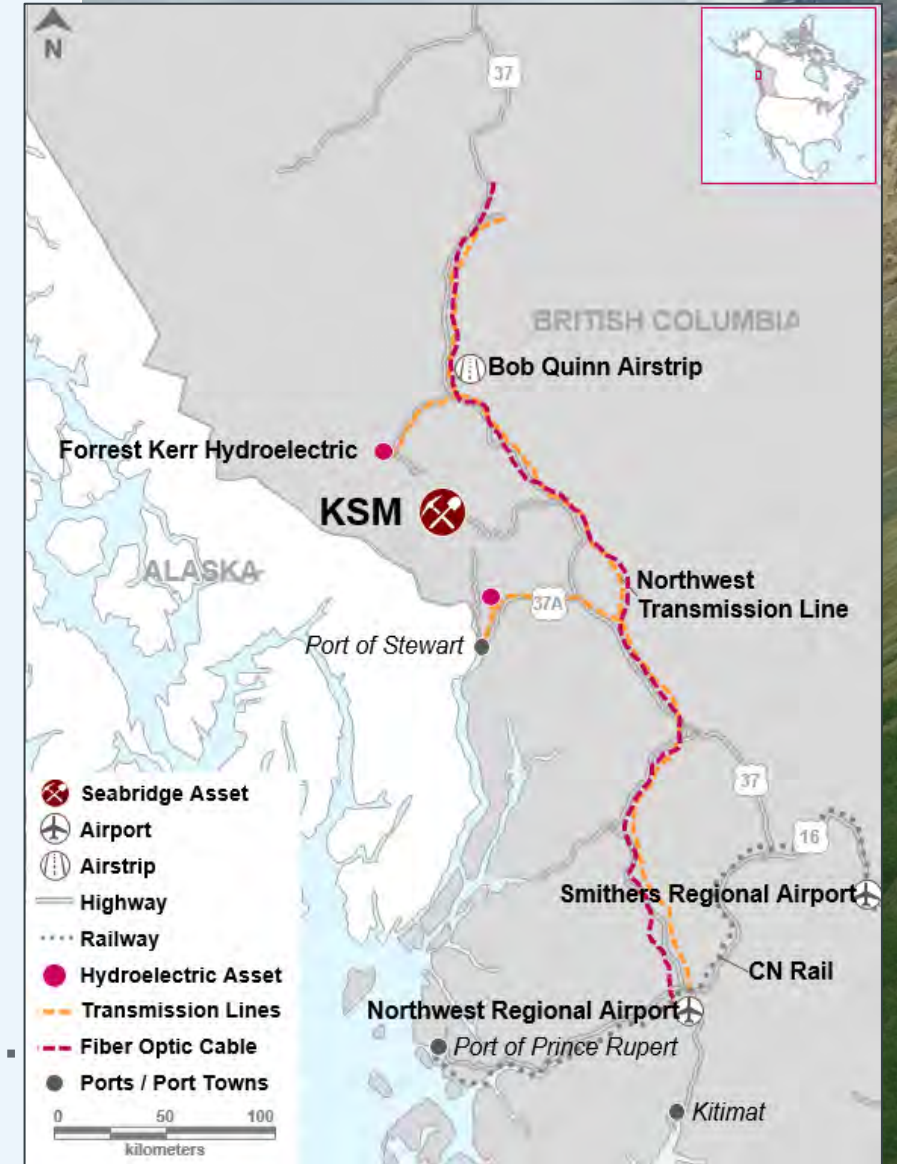 N
37
BRITISH COLUMBIA
Bob Quinn Airstrip
Forrest Kerr Hydroelectric
KSM
ALASKA
37A
Northwest
Transmission Line
Port of Stewart
37
16
Smithers Regional Airport
CN Rail
Northwest Regional Airport
Port of Prince Rupert
Kitimat
Seabridge Asset
Airport
Airstrip
Highway
Railway
Hydroelectric Asset
Transmission Lines
Fiber Optic Cable
Ports / Port Towns
0 50 100
kilometers